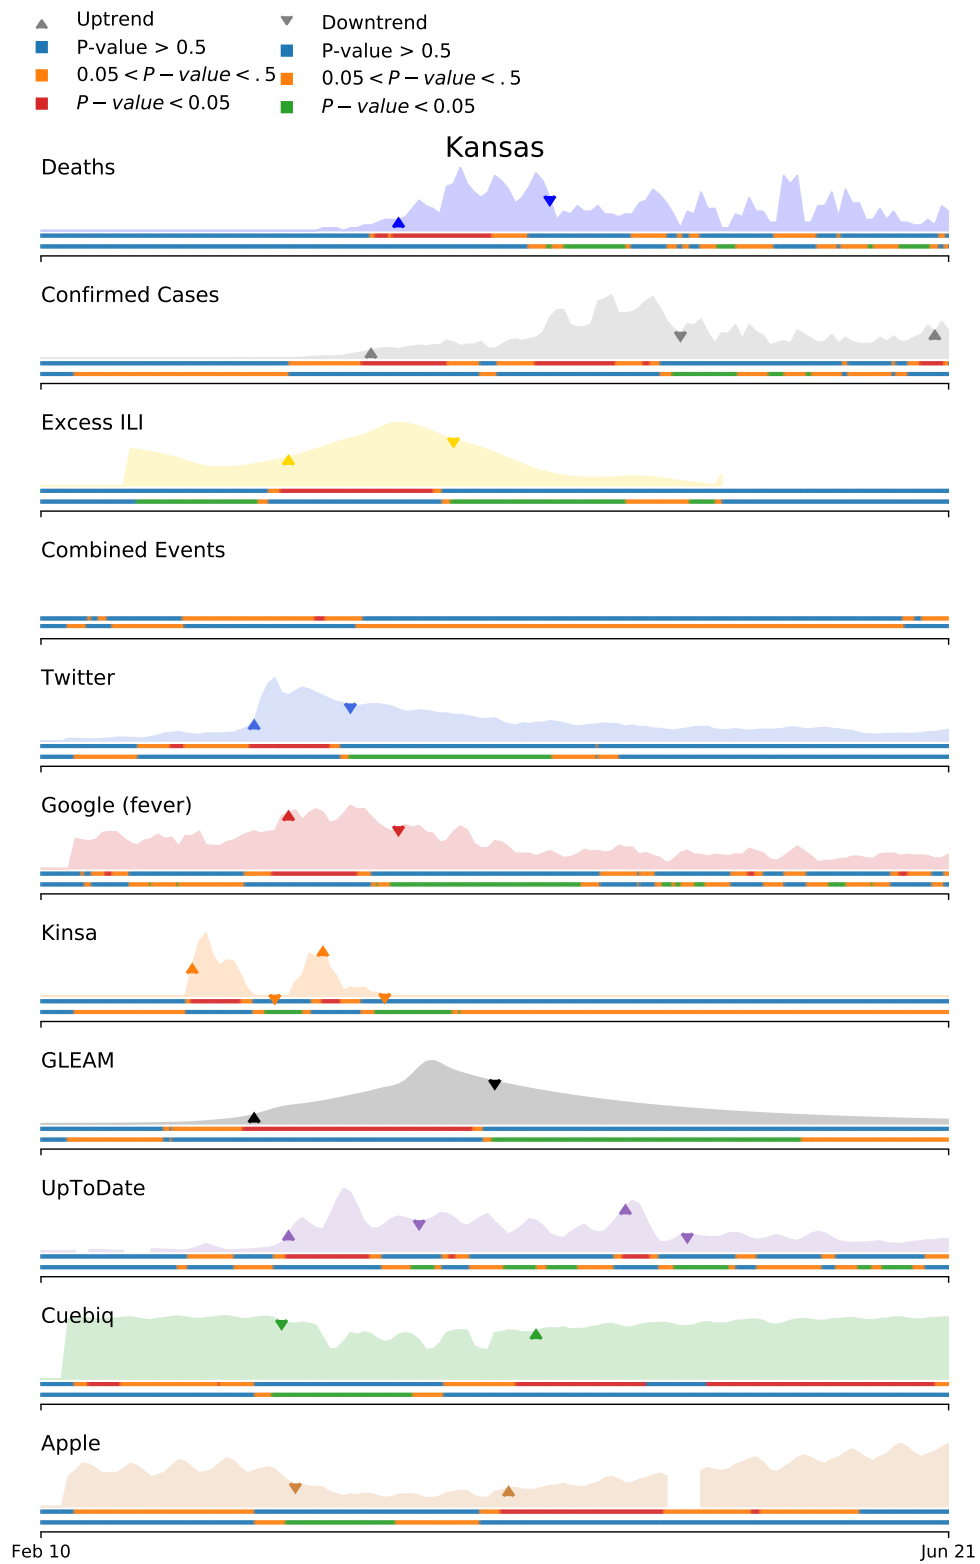 Uptrend
P-value > 0.5
0.05 < P − value < .5
P − value < 0.05
Downtrend
P-value > 0.5
0.05 < P − value < .5
P − value < 0.05
Kansas
Deaths
Confirmed Cases
Excess ILI
Combined Events
Twitter
Google (fever)
Kinsa
GLEAM
UpToDate
Cuebiq
Apple
Feb 10
Jun 21